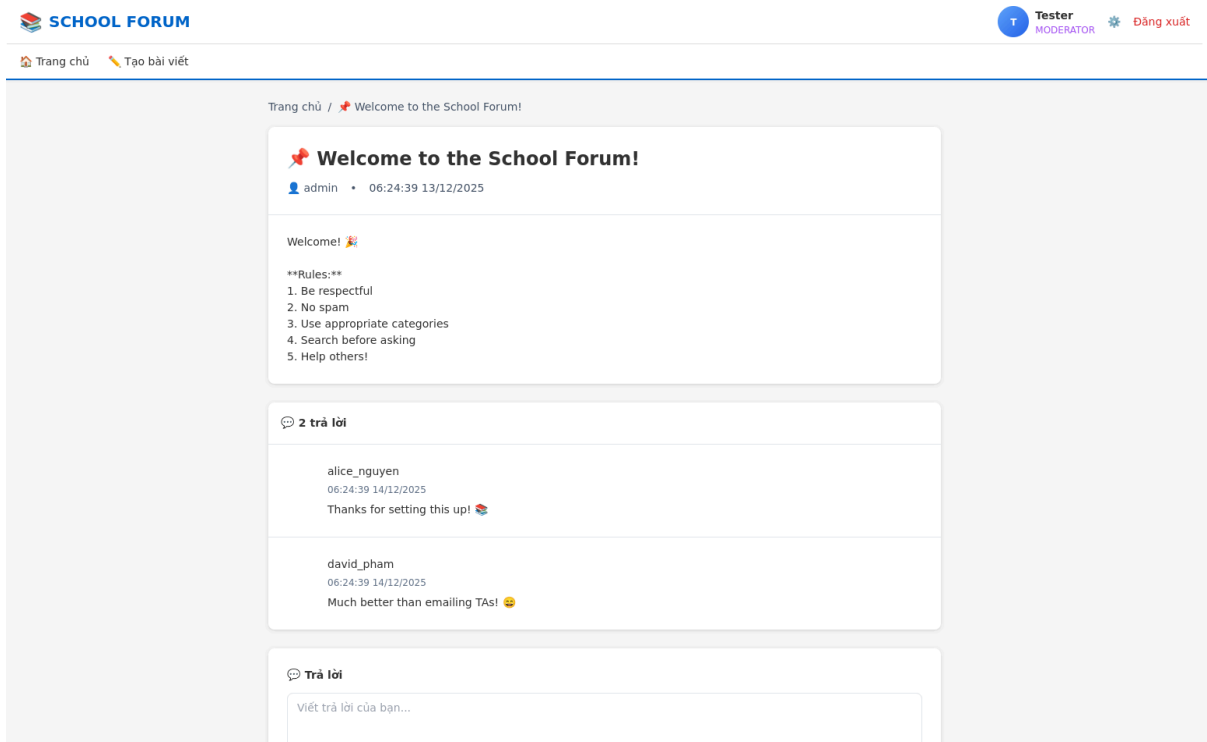 📚 SCHOOL FORUM
T
Tester
MODERATOR
⚙️
Đăng xuất
🏠 Trang chủ
✏️ Tạo bài viết
Trang chủ / 📌 Welcome to the School Forum!
📌 Welcome to the School Forum!
👤 admin • 06:24:39 13/12/2025
Welcome! 🎉
**Rules:**
1. Be respectful
2. No spam
3. Use appropriate categories
4. Search before asking
5. Help others!
💬 2 trả lời
alice_nguyen
06:24:39 14/12/2025
Thanks for setting this up! 📚
david_pham
06:24:39 14/12/2025
Much better than emailing TAs! 😄
💬 Trả lời
Viết trả lời của bạn...